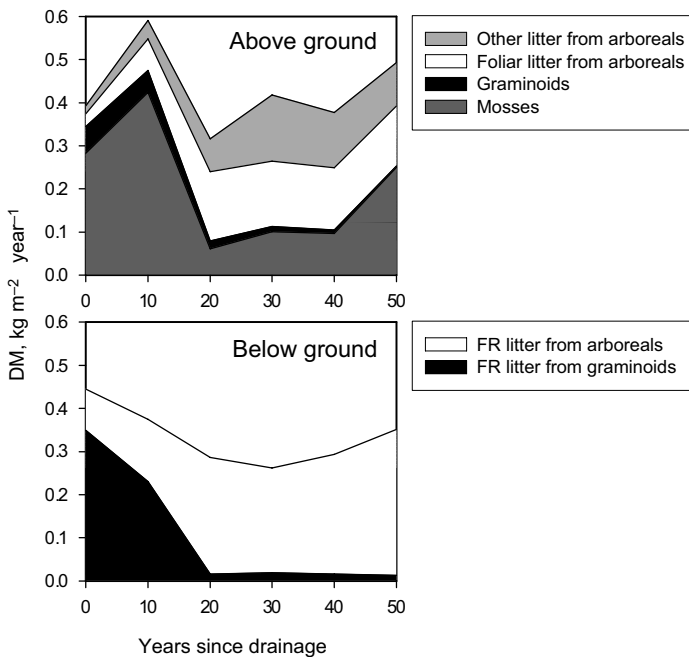 DM, kg m⁻² year⁻¹
0.6
0.5
0.4
0.3
0.2
0.1
0.0
Above ground
0 10 20 30 40 50
Other litter from arboreals
Foliar litter from arboreals
Graminoids
Mosses
0.6
0.5
0.4
0.3
0.2
0.1
0.0
Below ground
0 10 20 30 40 50
FR litter from arboreals
FR litter from graminoids
Years since drainage